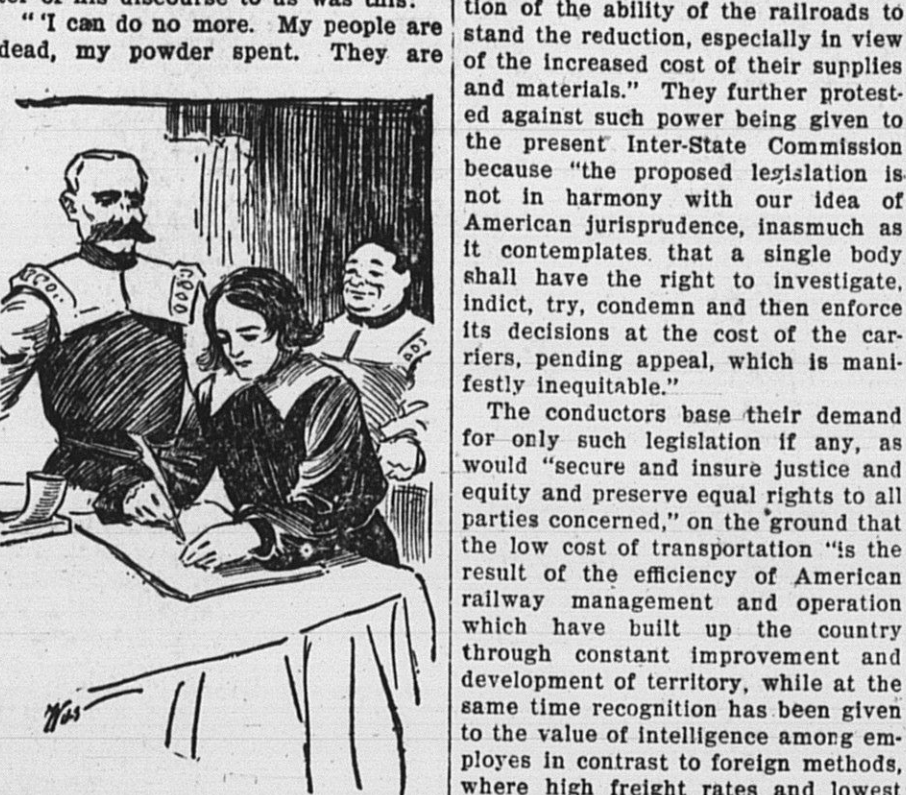 ter of his discourse to us was this:
"'I can do no more. My people are
dead, my powder spent. They are
tion of the ability of the railroads to
stand the reduction, especially in view
of the increased cost of their supplies
and materials." They further protest-
ed against such power being given to
the present Inter-State Commission
because "the proposed legislation is
not in harmony with our idea of
American jurisprudence, inasmuch as
it contemplates that a single body
shall have the right to investigate,
indict, try, condemn and then enforce
its decisions at the cost of the car-
riers, pending appeal, which is mani-
festly inequitable."
The conductors base their demand
for only such legislation if any, as
would "secure and insure justice and
equity and preserve equal rights to all
parties concerned," on the ground that
the low cost of transportation "is the
result of the efficiency of American
railway management and operation
which have built up the country
through constant improvement and
development of territory, while at the
same time recognition has been given
to the value of intelligence among em-
ployes in contrast to foreign methods,
where high freight rates and lowest